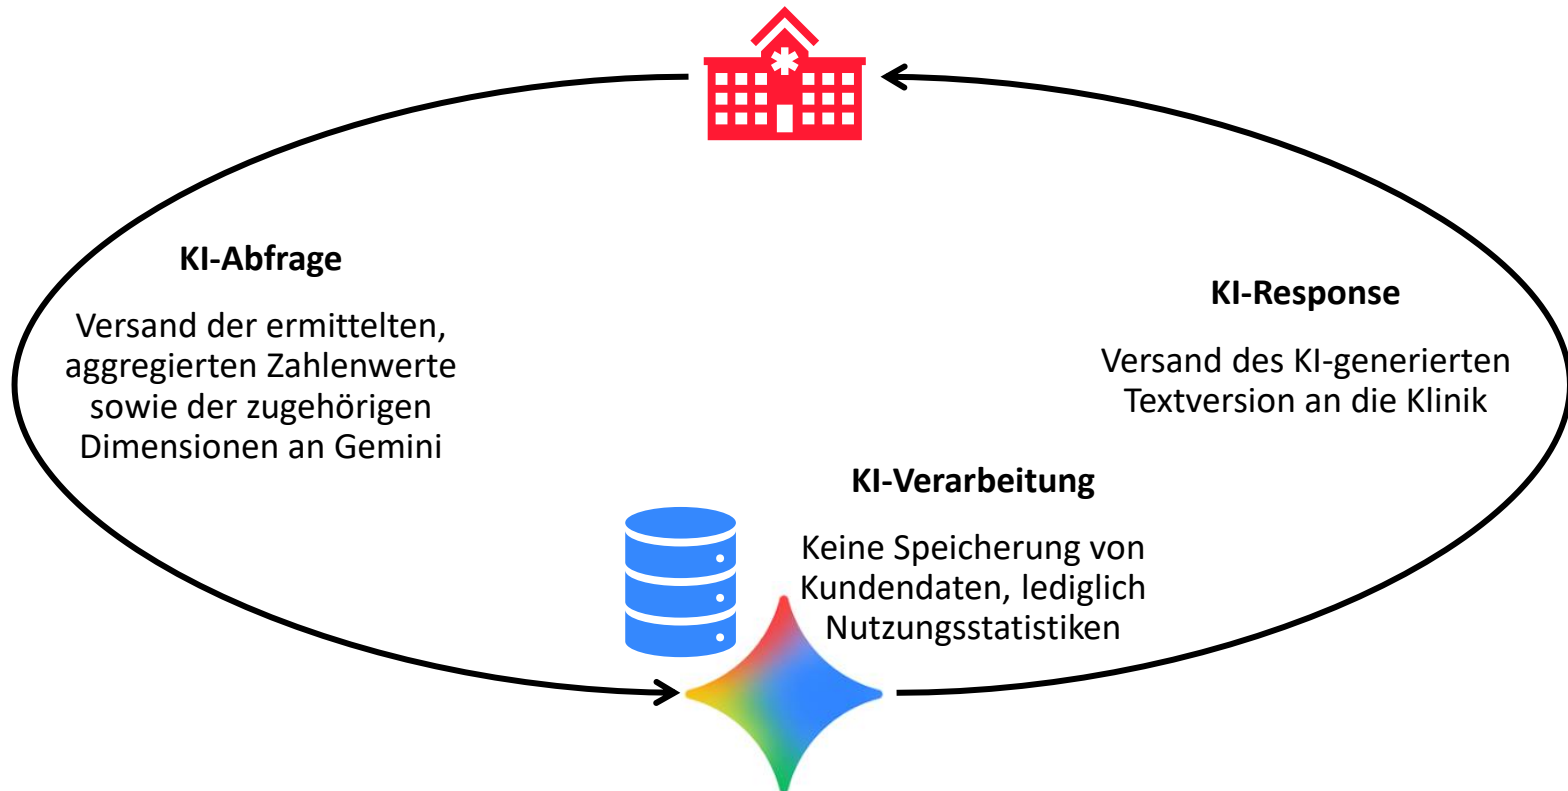 KI-Abfrage
Versand der ermittelten,
aggregierten Zahlenwerte
sowie der zugehörigen
Dimensionen an Gemini
KI-Response
Versand des KI-generierten
Textversion an die Klinik
KI-Verarbeitung
Keine Speicherung von
Kundendaten, lediglich
Nutzungsstatistiken